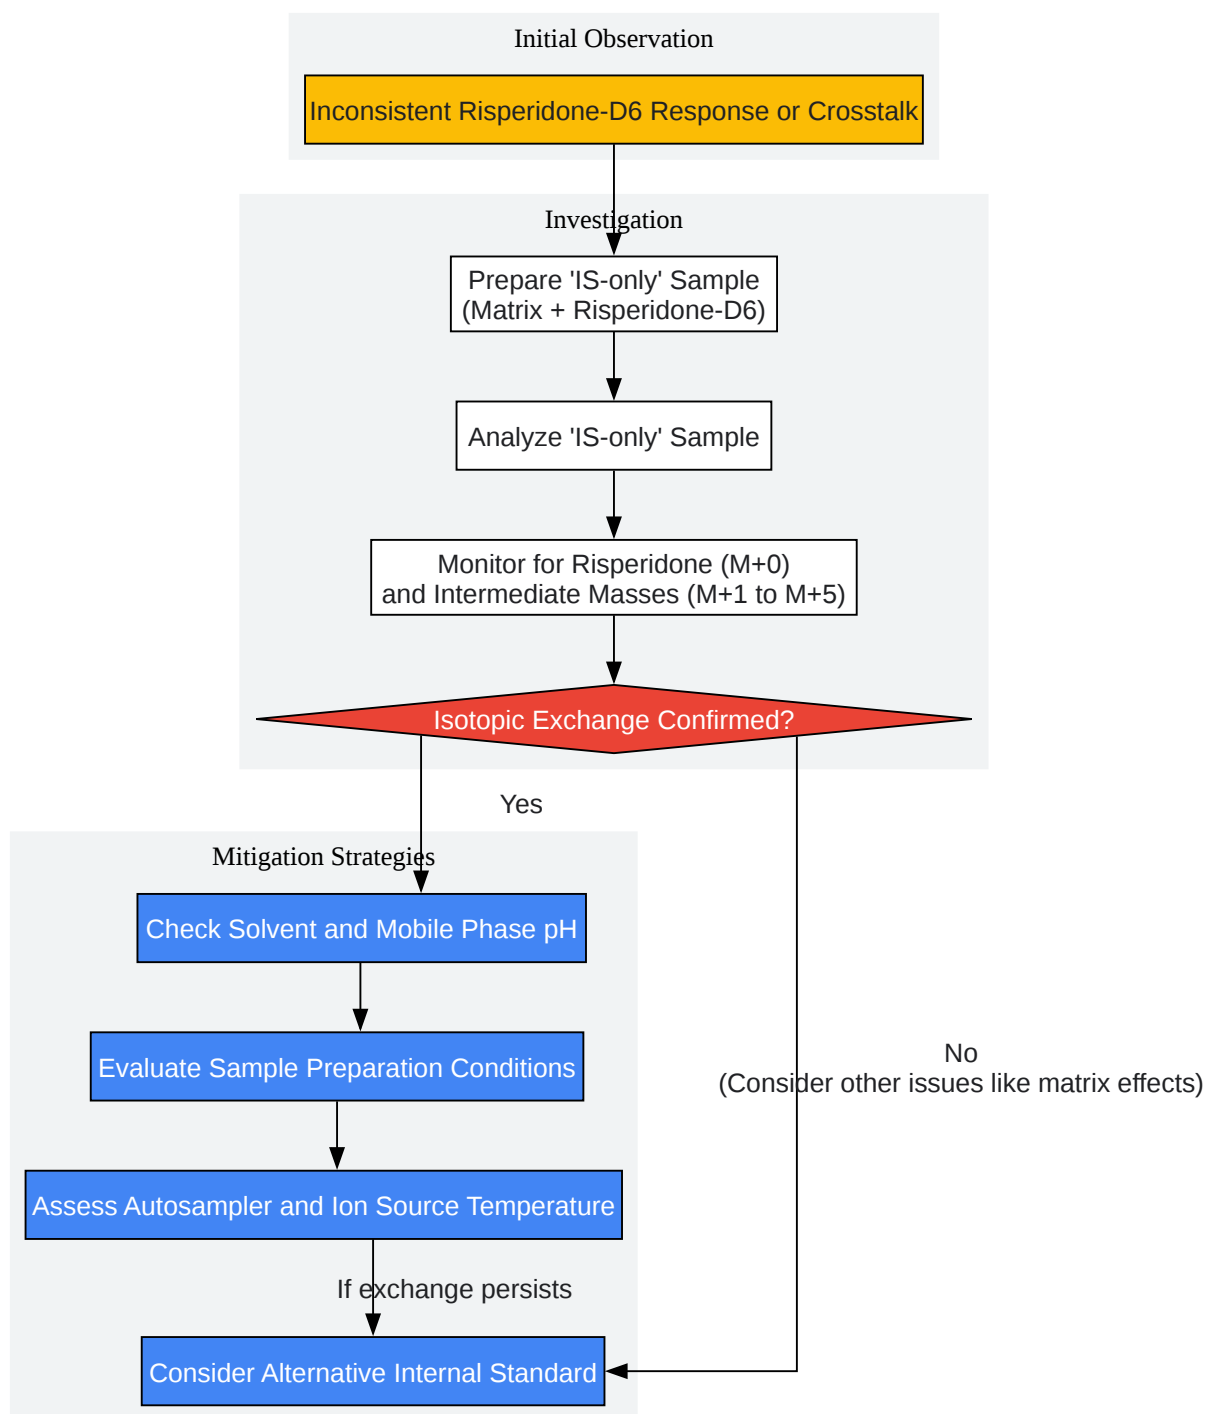 Initial Observation
Inconsistent Risperidone-D6 Response or Crosstalk
Investigation
Prepare 'IS-only' Sample
(Matrix + Risperidone-D6)
Analyze 'IS-only' Sample
Monitor for Risperidone (M+0)
and Intermediate Masses (M+1 to M+5)
Isotopic Exchange Confirmed?
Yes
Mitigation Strategies
Check Solvent and Mobile Phase pH
Evaluate Sample Preparation Conditions
No
(Consider other issues like matrix effects)
Assess Autosampler and Ion Source Temperature
If exchange persists
Consider Alternative Internal Standard